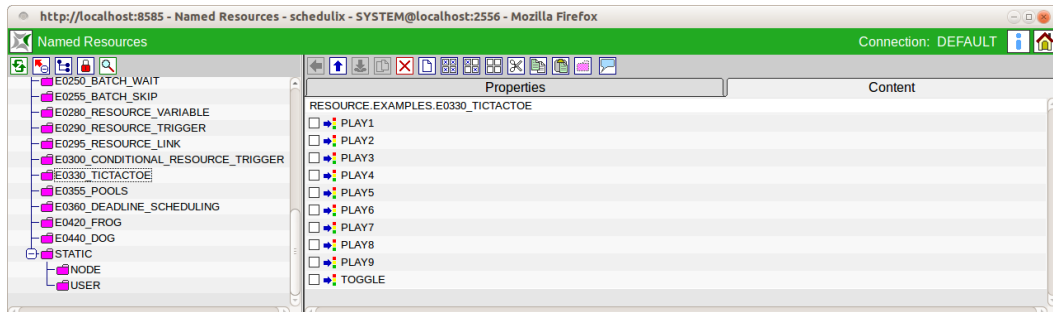 http://localhost:8585 - Named Resources - schedulix - SYSTEM@localhost:2556 - Mozilla Firefox
Named Resources
Connection: DEFAULT
E0250_BATCH_WAIT
E0255_BATCH_SKIP
E0280_RESOURCE_VARIABLE
E0290_RESOURCE_TRIGGER
E0295_RESOURCE_LINK
E0300_CONDITIONAL_RESOURCE_TRIGGER
E0330_TICTACTOE
E0355_POOLS
E0360_DEADLINE_SCHEDULING
E0420_FROG
E0440_DOG
STATIC
NODE
USER
Properties
Content
RESOURCE.EXAMPLES.E0330_TICTACTOE
PLAY1
PLAY2
PLAY3
PLAY4
PLAY5
PLAY6
PLAY7
PLAY8
PLAY9
TOGGLE